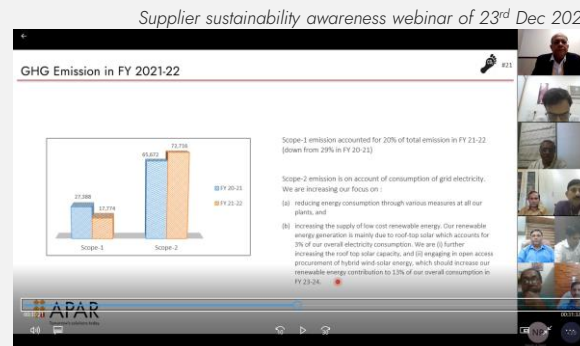 Supplier sustainability awareness webinar of 23rd Dec 202
GHG Emission in FY 2021-22
#21
Scope-1 emission accounted for 20% of total emission in FY 21-22
(down from 29% in FY 20-21)
72,736
65,672
Scope-2 emission is on account of consumption of grid electricity.
We are increasing our focus on :
FY 20-21
FY 21-22
(a) reducing energy consumption through various measures at all our
plants, and
17,774
(b) increasing the supply of low cost renewable energy. Our renewable
energy generation is mainly due to roof-top solar which accounts for
3% of our overall electricity consumption. We are (i) further
increasing the roof top solar capacity, and (ii) engaging in open access
procurement of hybrid wind-solar energy, which should increase our
renewable energy contribution to 13% of our overall consumption in
FY 23-24.
Scope-1
Scope-2
APAR
NP